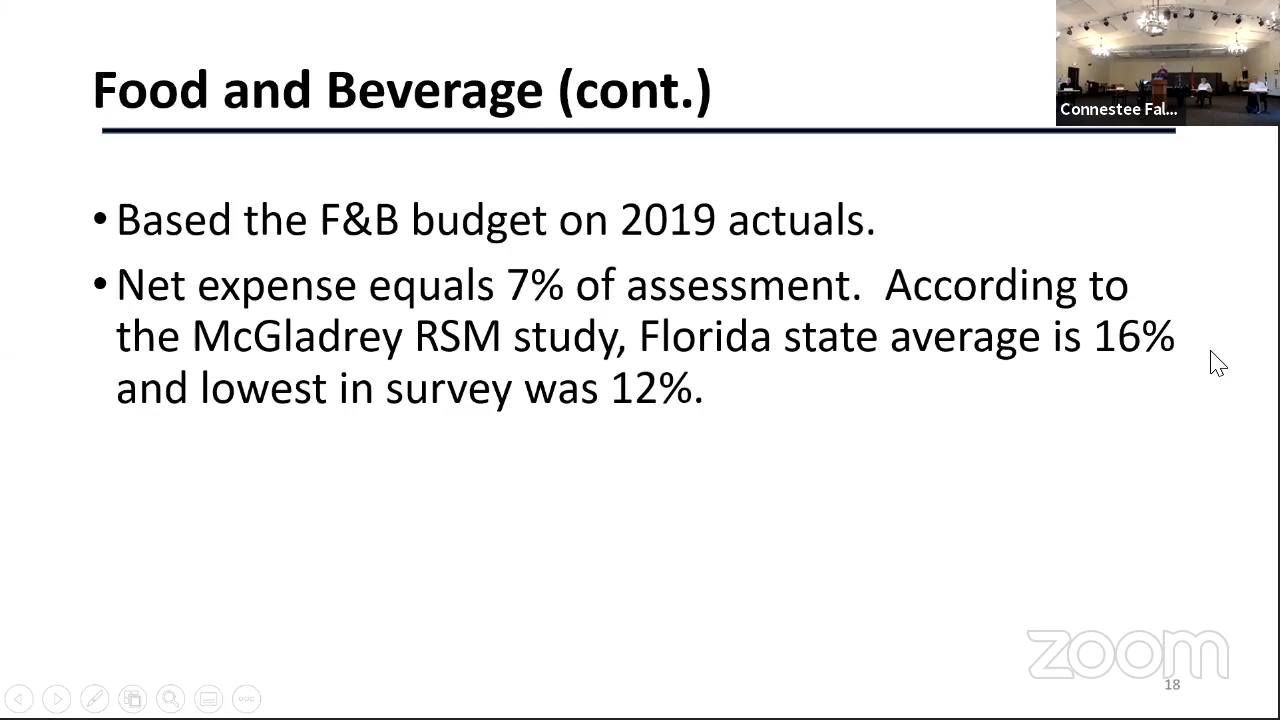 Food and Beverage (cont.)
Connestee Fal...
• Based the F&B budget on 2019 actuals.
• Net expense equals 7% of assessment.  According to
the McGladrey RSM study, Florida state average is 16%
and lowest in survey was 12%.
zoom
18